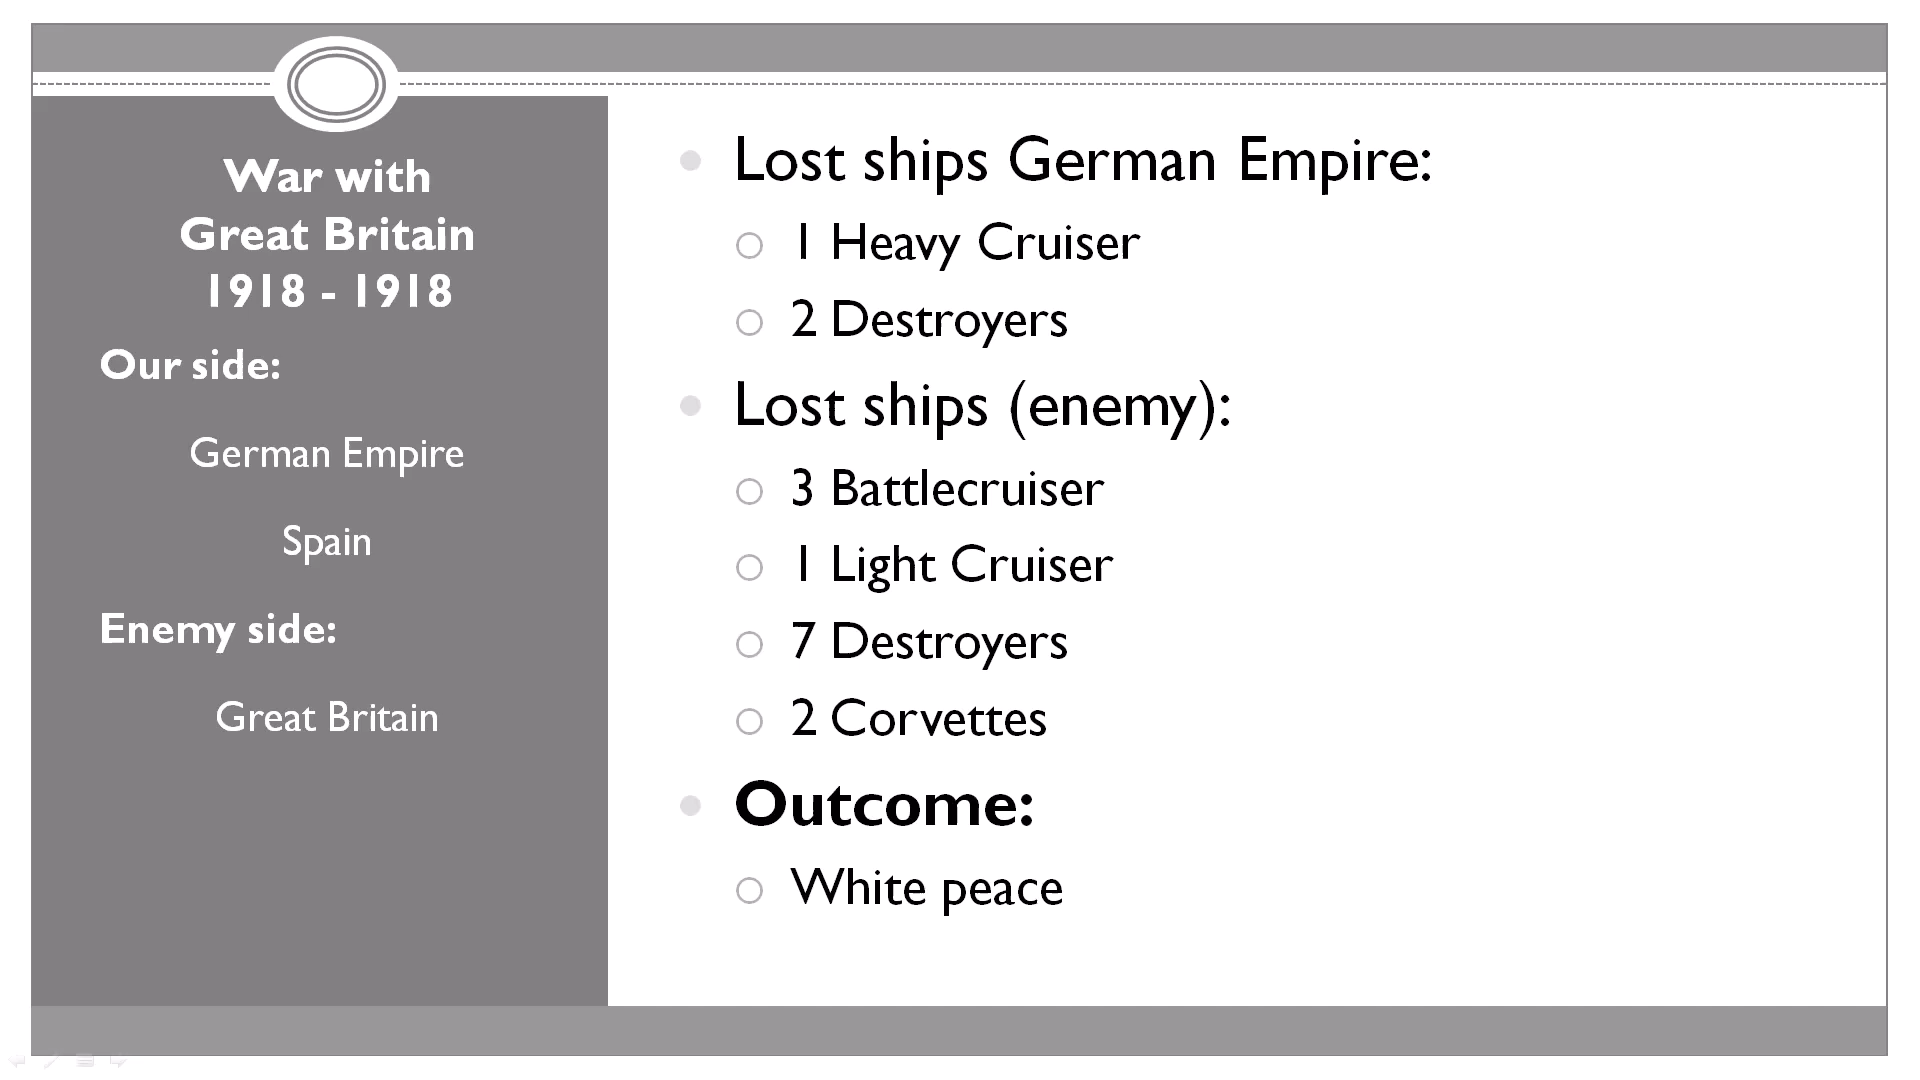 War with
Great Britain
1918 - 1918
Our side:
German Empire
Spain
Enemy side:
Great Britain
Lost ships German Empire:
1 Heavy Cruiser
2 Destroyers
Lost ships (enemy):
3 Battlecruiser
1 Light Cruiser
7 Destroyers
2 Corvettes
Outcome:
White peace